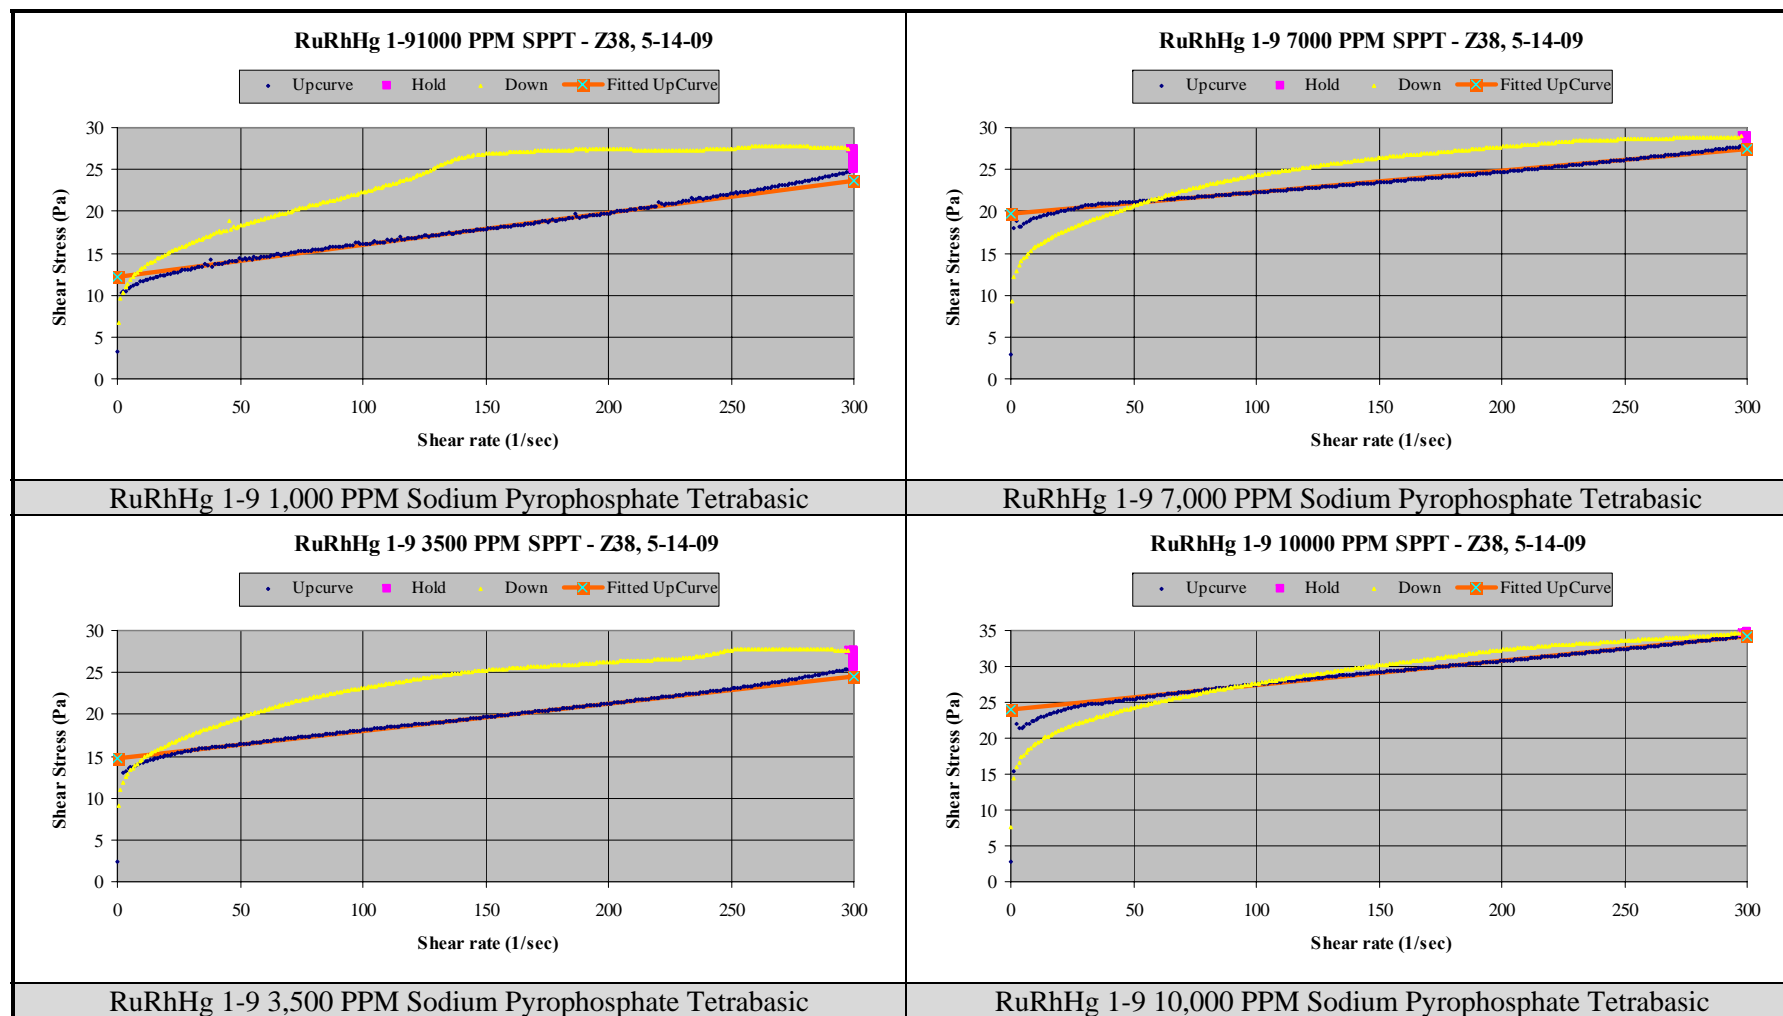 RuRhHg 1-91000 PPM SPPT - Z38, 5-14-09
Upcurve Hold Down Fitted UpCurve
30
25
20
15
10
5
0
Shear Stress (Pa)
0 50 100 150 200 250 300
Shear rate (1/sec)
RuRhHg 1-9 1,000 PPM Sodium Pyrophosphate Tetrabasic
RuRhHg 1-9 7000 PPM SPPT - Z38, 5-14-09
Upcurve Hold Down Fitted UpCurve
30
25
20
15
10
5
0
Shear Stress (Pa)
0 50 100 150 200 250 300
Shear rate (1/sec)
RuRhHg 1-9 7,000 PPM Sodium Pyrophosphate Tetrabasic
RuRhHg 1-9 3500 PPM SPPT - Z38, 5-14-09
Upcurve Hold Down Fitted UpCurve
30
25
20
15
10
5
0
Shear Stress (Pa)
0 50 100 150 200 250 300
Shear rate (1/sec)
RuRhHg 1-9 3,500 PPM Sodium Pyrophosphate Tetrabasic
RuRhHg 1-9 10000 PPM SPPT - Z38, 5-14-09
Upcurve Hold Down Fitted UpCurve
35
30
25
20
15
10
5
0
Shear Stress (Pa)
0 50 100 150 200 250 300
Shear rate (1/sec)
RuRhHg 1-9 10,000 PPM Sodium Pyrophosphate Tetrabasic